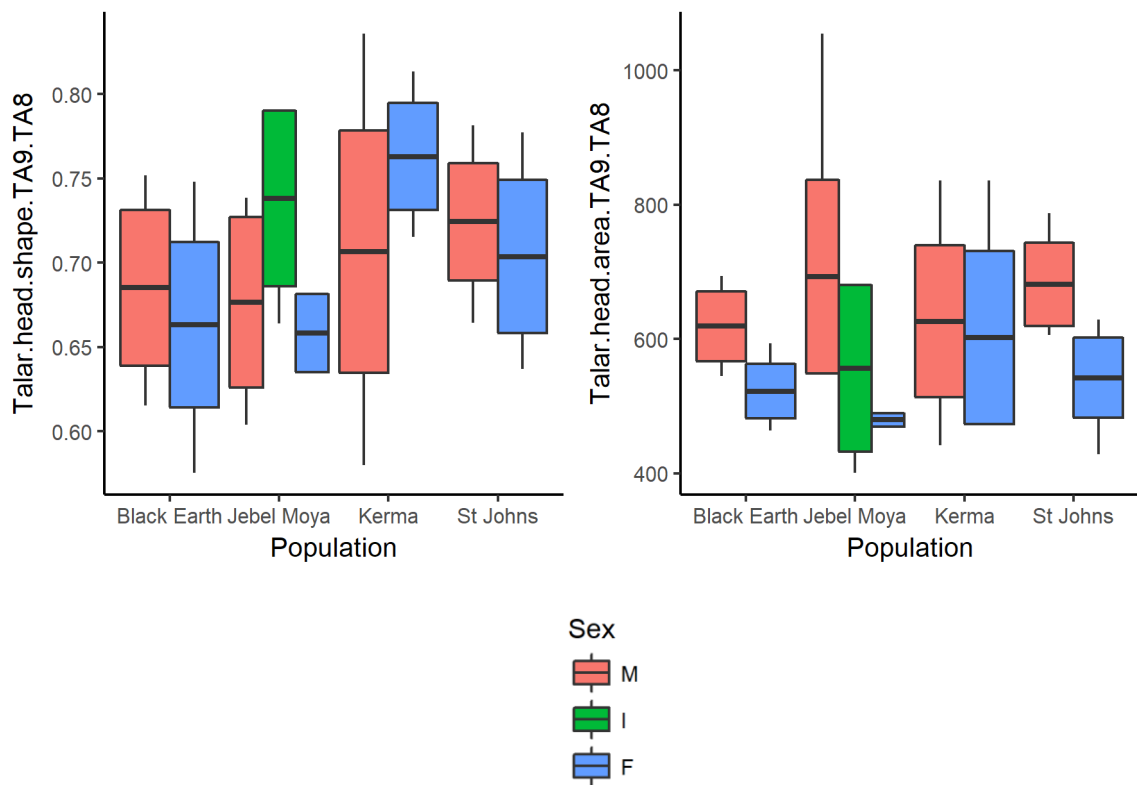 Talar.head.shape.TA9.TA8
0.80
0.75
0.70
0.65
0.60
Black Earth Jebel Moya Kerma St Johns
Population
Talar.head.area.TA9.TA8
1000
800
600
400
Black Earth Jebel Moya Kerma St Johns
Population
Sex
M
I
F